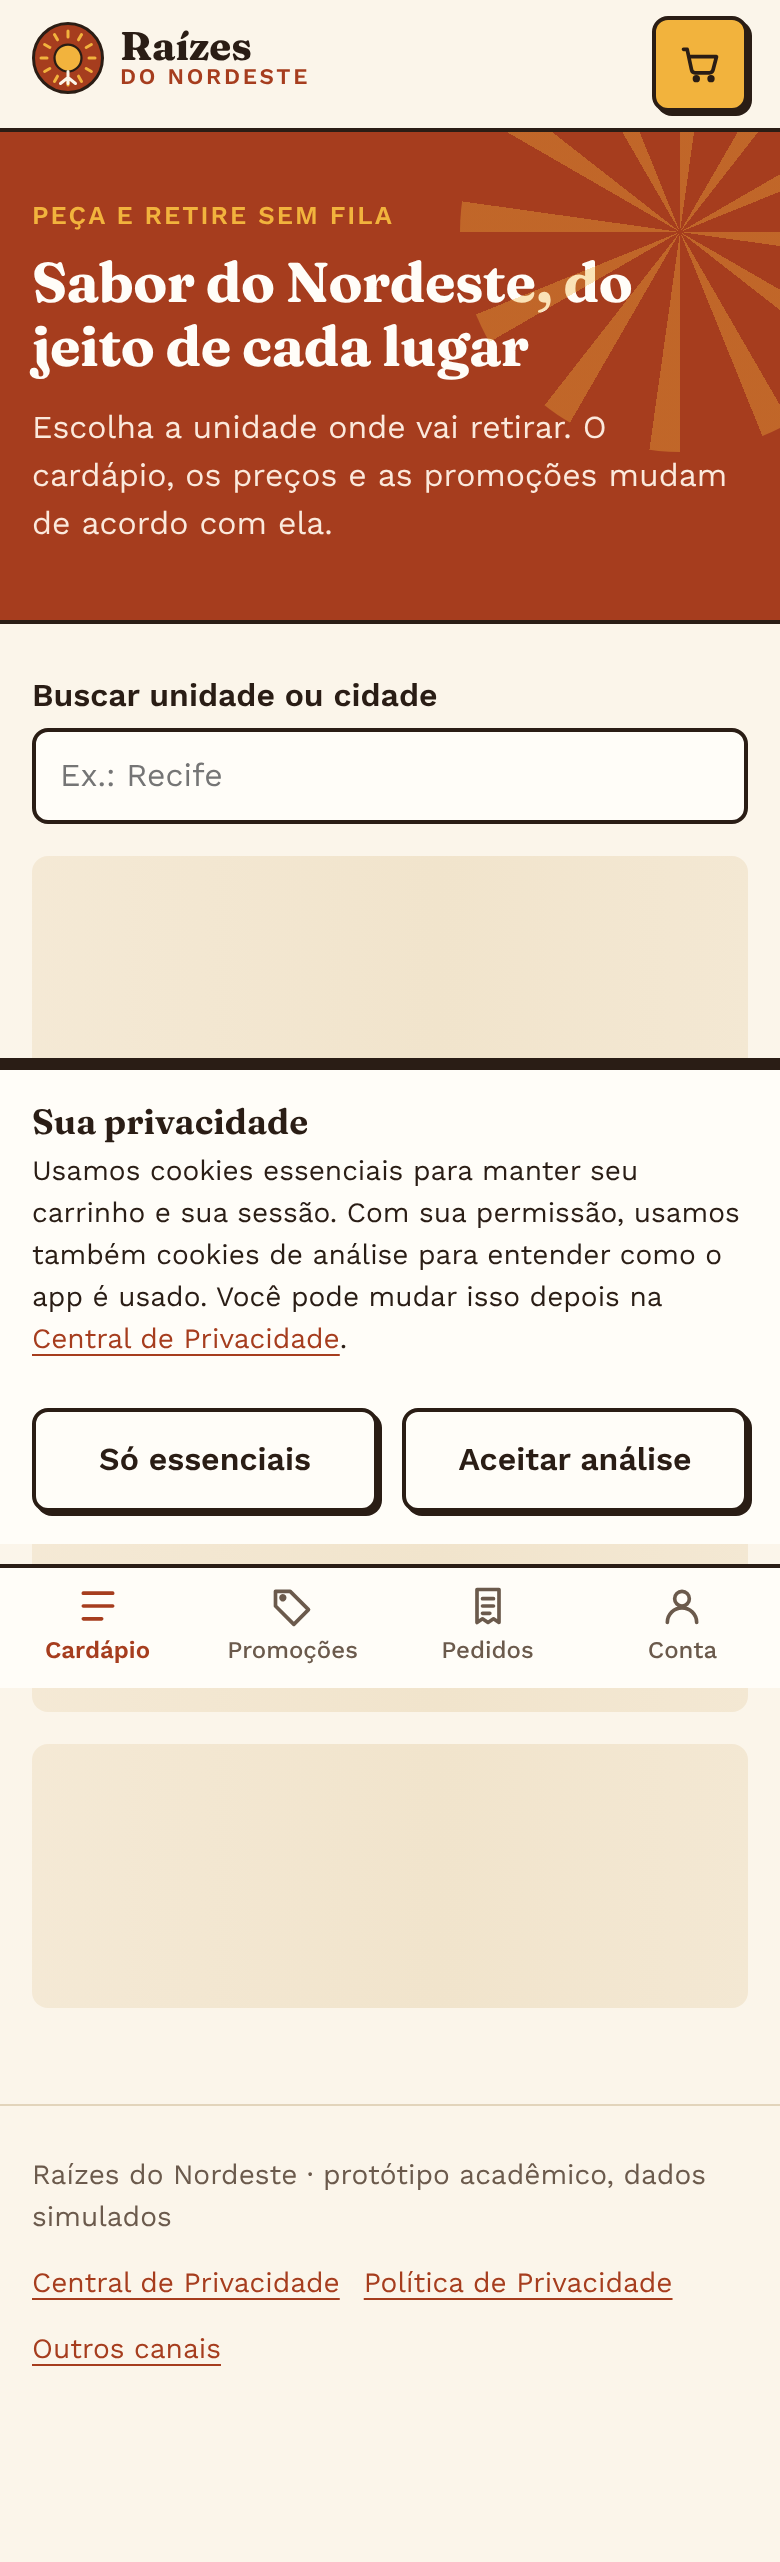 Raízes
DO NORDESTE
PEÇA E RETIRE SEM FILA
Sabor do Nordeste, do
jeito de cada lugar
Escolha a unidade onde vai retirar. O
cardápio, os preços e as promoções mudam
de acordo com ela.
Buscar unidade ou cidade
Ex.: Recife
Sua privacidade
Usamos cookies essenciais para manter seu
carrinho e sua sessão. Com sua permissão, usamos
também cookies de análise para entender como o
app é usado. Você pode mudar isso depois na
Central de Privacidade.
Só essenciais
Aceitar análise
Cardápio
Promoções
Pedidos
Conta
Raízes do Nordeste · protótipo acadêmico, dados
simulados
Central de Privacidade
Política de Privacidade
Outros canais